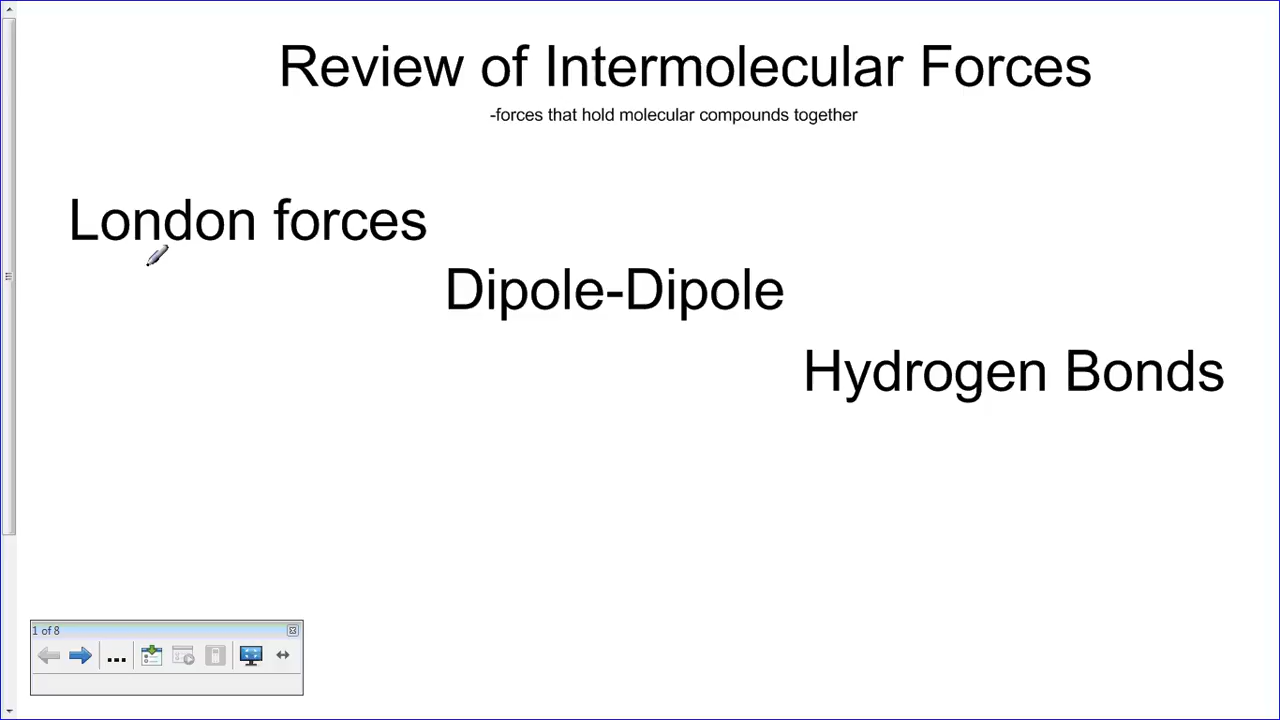 Review of Intermolecular Forces
-forces that hold molecular compounds together
London forces
Dipole-Dipole
Hydrogen Bonds
1 of 8
...